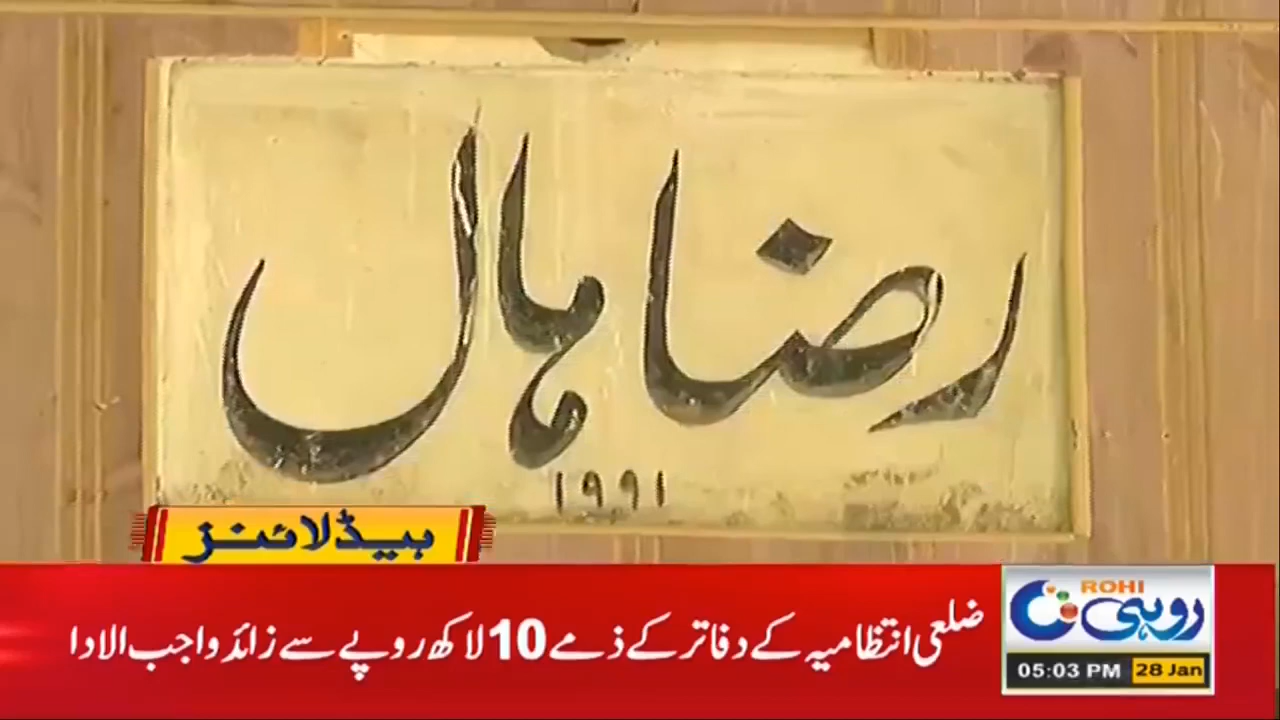 رضا ہال
١٩٩١
ہیڈلائنز
ضلعی انتظامیہ کے دفاتر کے ذمے 10 لاکھ روپے سے زائد واجب الادا
ROHI
روہی
05:03 PM 28 Jan